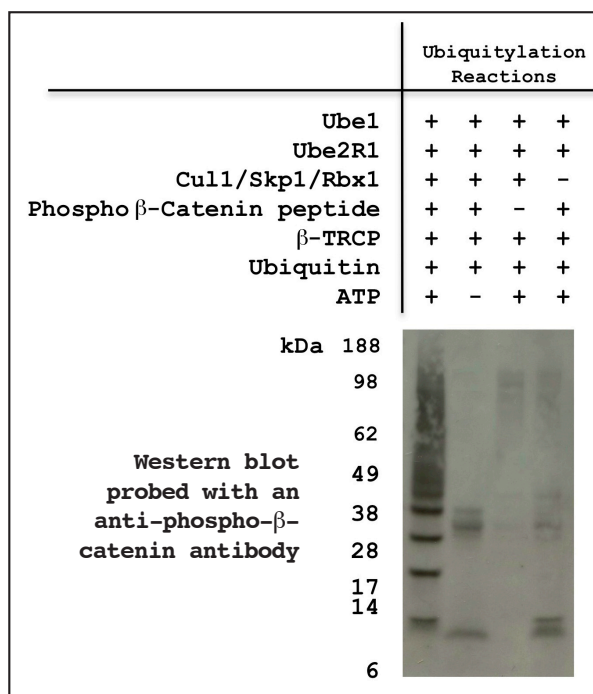 Ubiquitylation
Reactions
Ube1 + + + +
Ube2R1 + + + +
Cul1/Skp1/Rbx1 + + + -
Phospho β-Catenin peptide + + - +
β-TRCP + + + +
Ubiquitin + + + +
ATP + - + +
kDa 188
98
62
49
38
28
17
14
6
Western blot
probed with an
anti-phospho-β-
catenin antibody